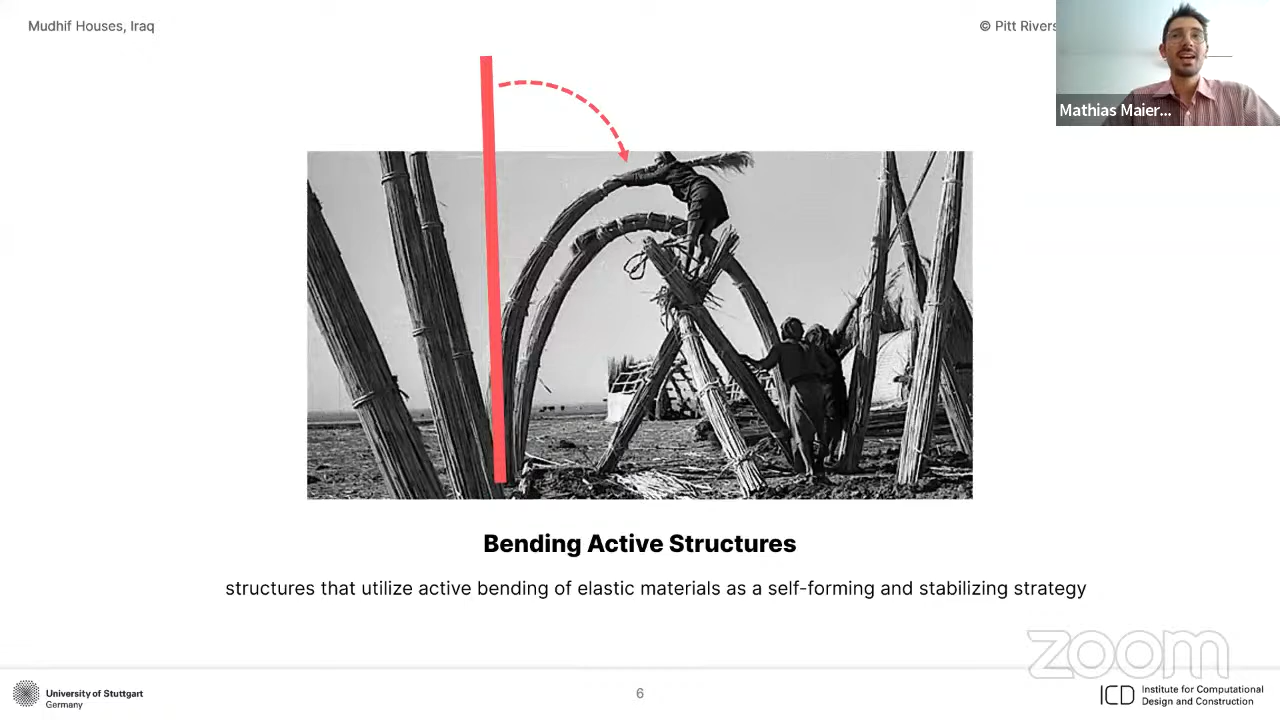 Mudhif Houses, Iraq
© Pitt Rivers
Mathias Maier...
Bending Active Structures
structures that utilize active bending of elastic materials as a self-forming and stabilizing strategy
zoom
University of Stuttgart
Germany
6
ICD
Institute for Computational
Design and Construction